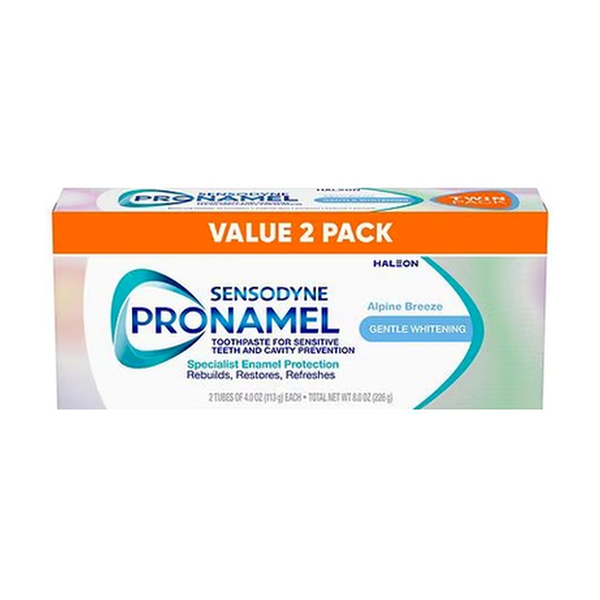 SENSODYNE
PRONAMEL
HALEON
GENTLE WHITENING
TWIN
PACK
VALUE 2 PACK
HALEON
SENSODYNE
PRONAMEL
TOOTHPASTE FOR SENSITIVE
TEETH AND CAVITY PREVENTION
Specialist Enamel Protection
Rebuilds, Restores, Refreshes
Alpine Breeze
GENTLE WHITENING
2 TUBES OF 4.0 OZ (113 g) EACH • TOTAL NET WT 8.0 OZ (226 g)